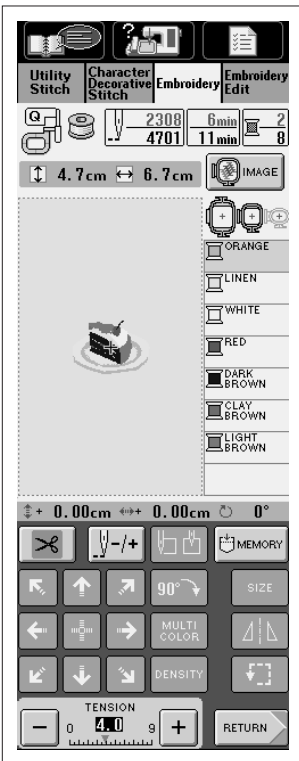 ?
Utility Stitch
Character Decorative Stitch
Embroidery
Embroidery Edit
Q
2308
4701
6min
11min
2
8
4.7cm 6.7cm
IMAGE
ORANGE
LINEN
WHITE
RED
DARK BROWN
CLAY BROWN
LIGHT BROWN
+ 0.00cm + 0.00cm 0°
-/+
MEMORY
90°
SIZE
MULTI COLOR
DENSITY
TENSION
- 0 4.0 9 +
RETURN